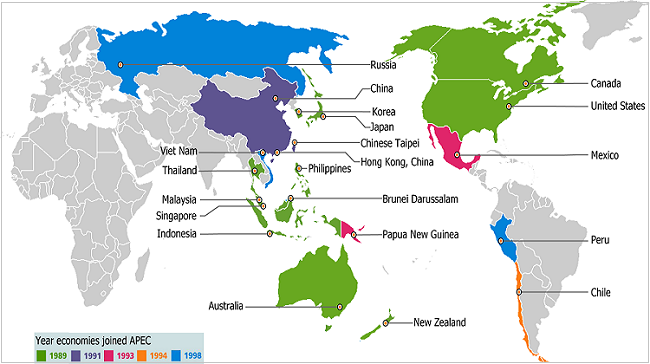 Russia
Canada
China
United States
Korea
Japan
Chinese Taipei
Viet Nam
Hong Kong, China
Mexico
Thailand
Philippines
Malaysia
Brunei Darussalam
Singapore
Indonesia
Papua New Guinea
Peru
Chile
Australia
New Zealand
Year economies joined APEC
1989 1991 1993 1994 1998